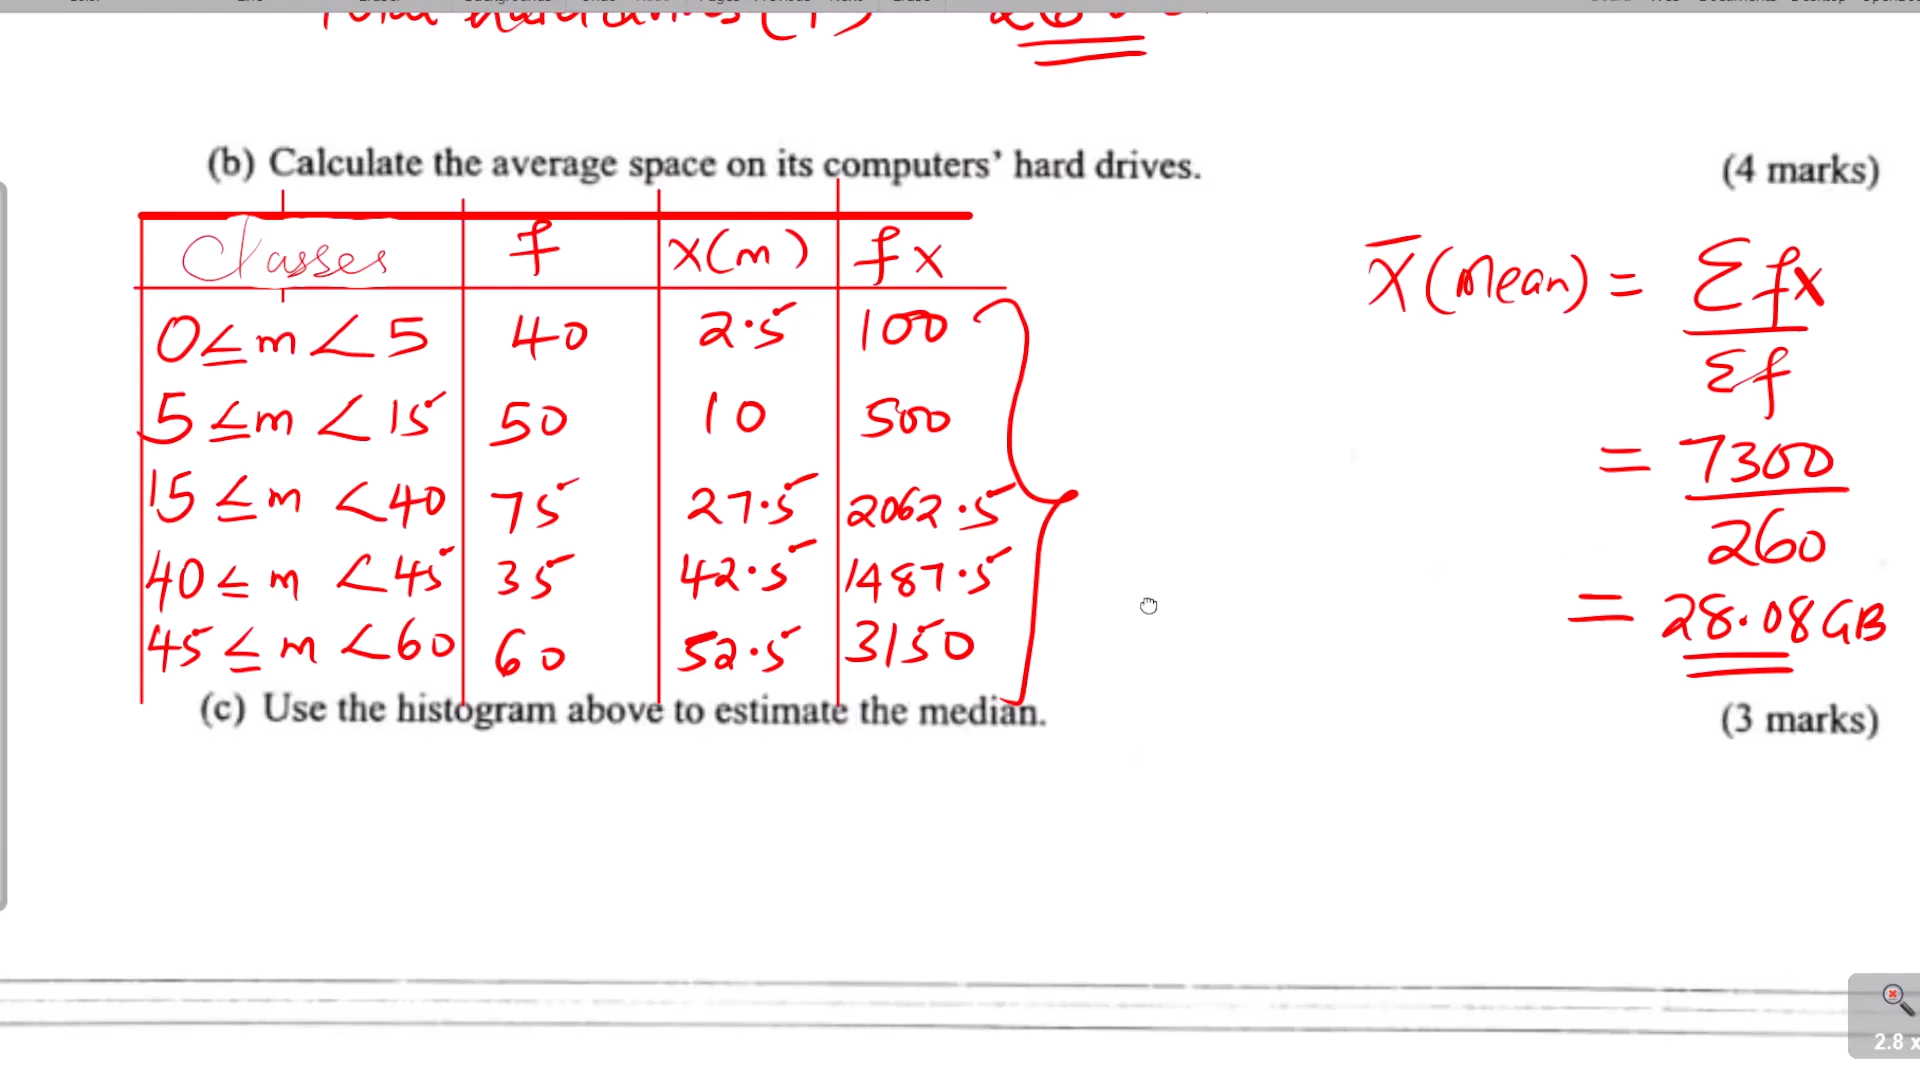 (b) Calculate the average space on its computers' hard drives. (4 marks)
Classes f x(m) fx
0≤m<5 40 2.5 100
5≤m<15 50 10 500
15≤m<40 75 27.5 2062.5
40≤m<45 35 42.5 1487.5
45≤m<60 60 52.5 3150
X̄(Mean) = Σfx
Σf
= 7300
260
= 28.08GB
(c) Use the histogram above to estimate the median. (3 marks)
2.8 x